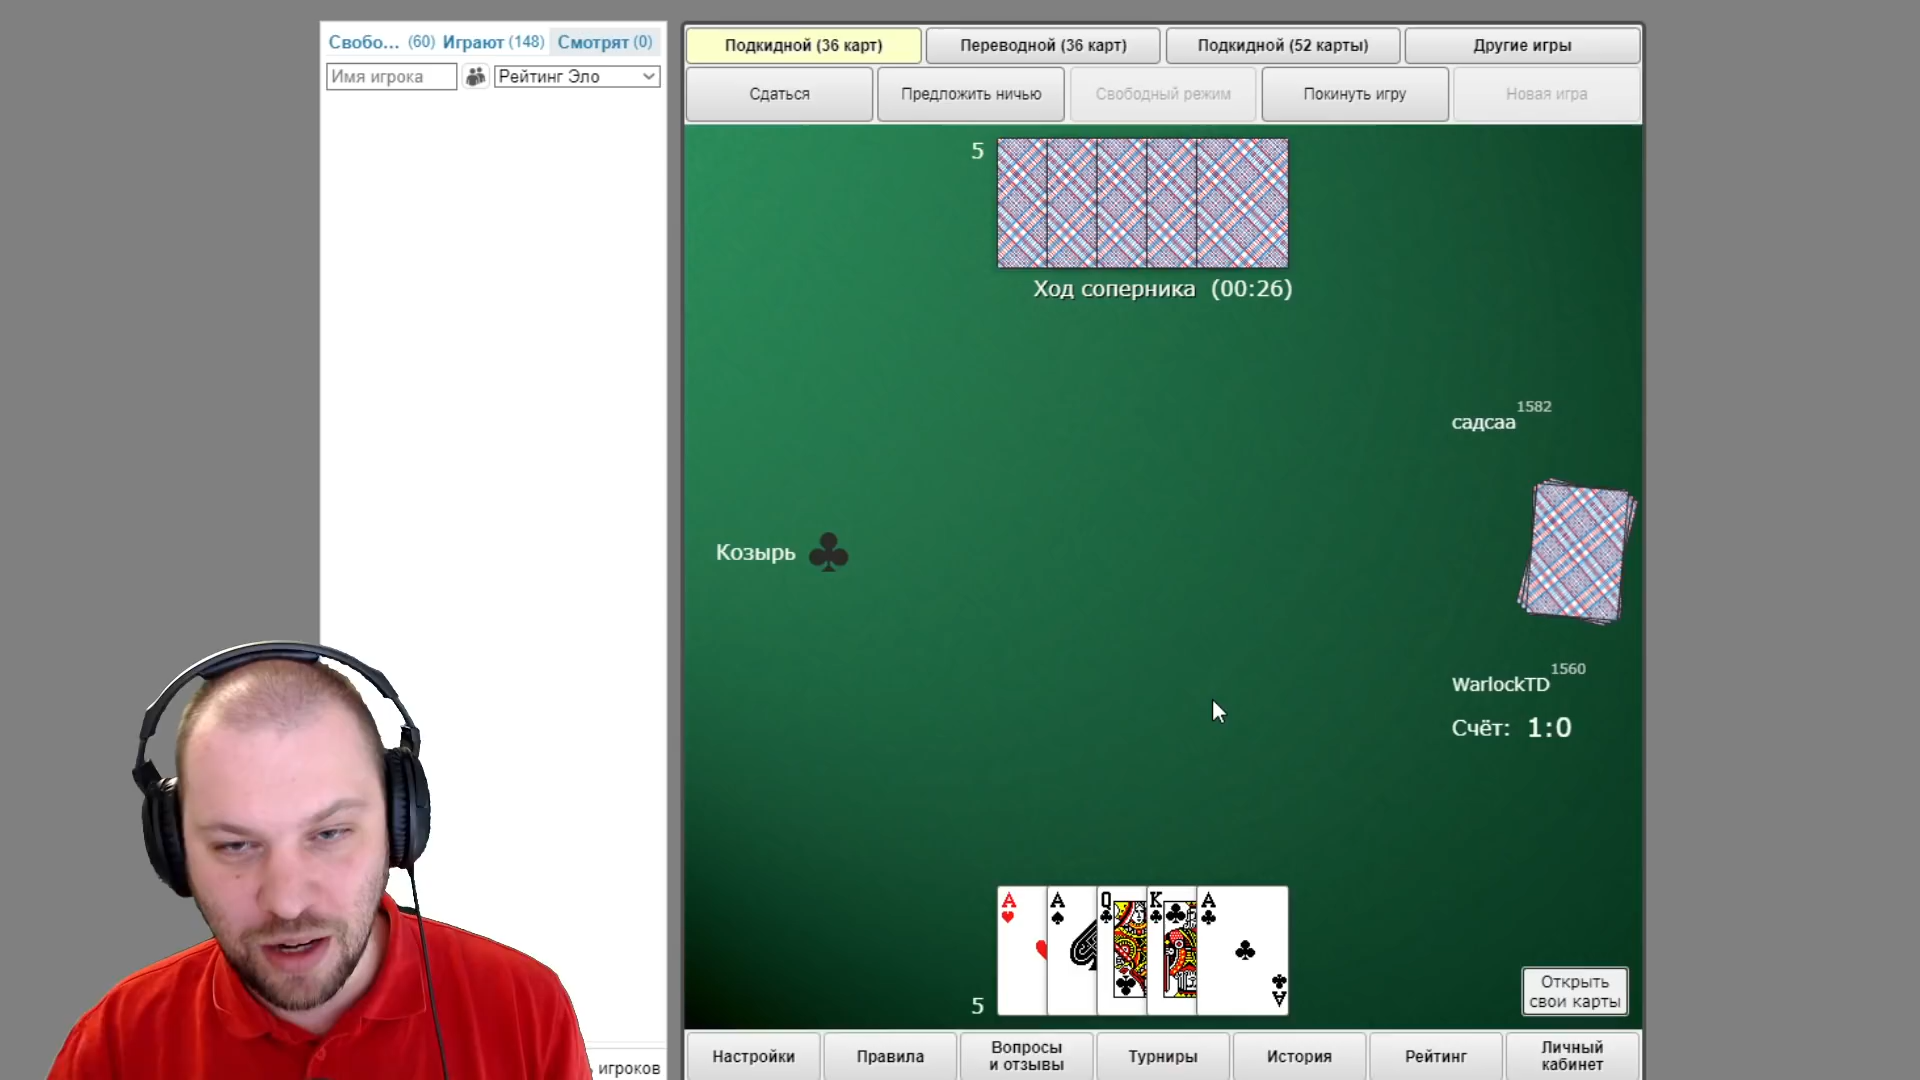 Свобо... (60) Играют (148) Смотрят (0)
Имя игрока
Рейтинг Эло
Подкидной (36 карт)
Переводной (36 карт)
Подкидной (52 карты)
Другие игры
Сдаться
Предложить ничью
Свободный режим
Покинуть игру
Новая игра
5
Ход соперника (00:26)
садсаа 1582
Козырь
WarlockTD 1560
Счёт: 1:0
A A Q K A
A
5
Открыть
свои карты
игроков
Настройки
Правила
Вопросы
и отзывы
Турниры
История
Рейтинг
Личный
кабинет